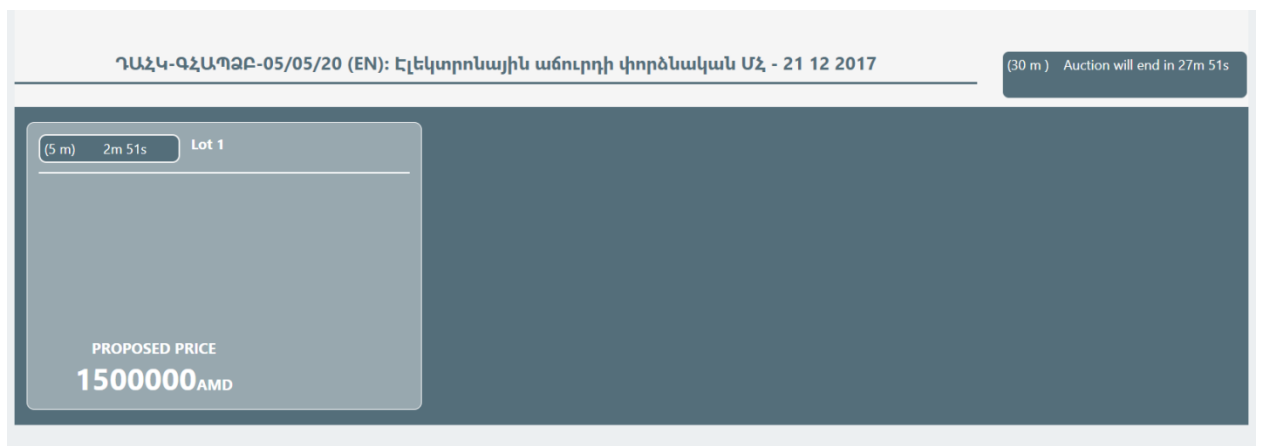 ԴԱՀԿ-ԳՀԱՊՁԲ-05/05/20 (EN): Էլեկտրոնային աճուրդի փորձնական ՄՀ - 21 12 2017
(30 m ) Auction will end in 27m 51s
(5 m) 2m 51s Lot 1
PROPOSED PRICE
1500000AMD